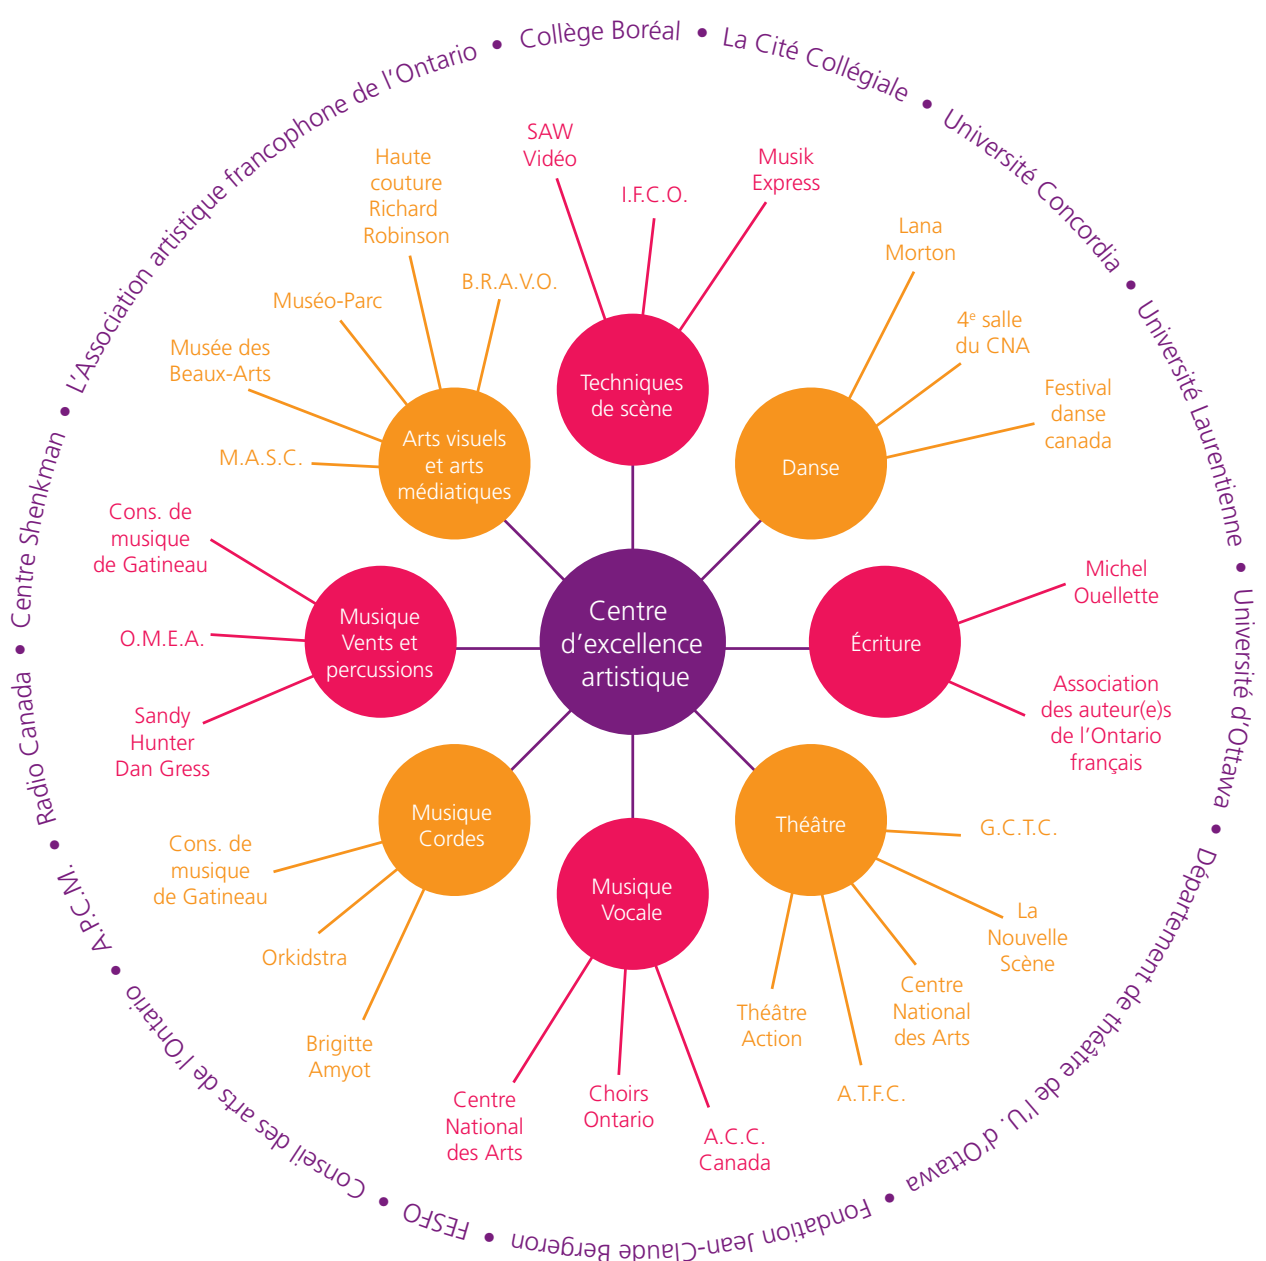 L'Association artistique francophone de l'Ontario • Collège Boréal • La Cité Collégiale • Université Concordia • Université Laurentienne • Université d'Ottawa • Département de théâtre de l'U. d'Ottawa • Fondation Jean-Claude Bergeron • FESFO • Conseil des arts de l'Ontario • A.P.C.M. • Radio Canada • Centre Shenkman •
Centre
d'excellence
artistique
Techniques
de scène
SAW
Vidéo
I.F.C.O.
Musik
Express
Danse
Lana
Morton
4e salle
du CNA
Festival
danse
canada
Écriture
Michel
Ouellette
Association
des auteur(e)s
de l'Ontario
français
Théâtre
G.C.T.C.
La
Nouvelle
Scène
Centre
National
des Arts
A.T.F.C.
Théâtre
Action
Musique
Vocale
A.C.C.
Canada
Choirs
Ontario
Centre
National
des Arts
Musique
Cordes
Brigitte
Amyot
Orkidstra
Cons. de
musique
de Gatineau
Musique
Vents et
percussions
Sandy
Hunter
Dan Gress
O.M.E.A.
Cons. de
musique
de Gatineau
Arts visuels
et arts
médiatiques
M.A.S.C.
Musée des
Beaux-Arts
Muséo-Parc
Haute
couture
Richard
Robinson
B.R.A.V.O.